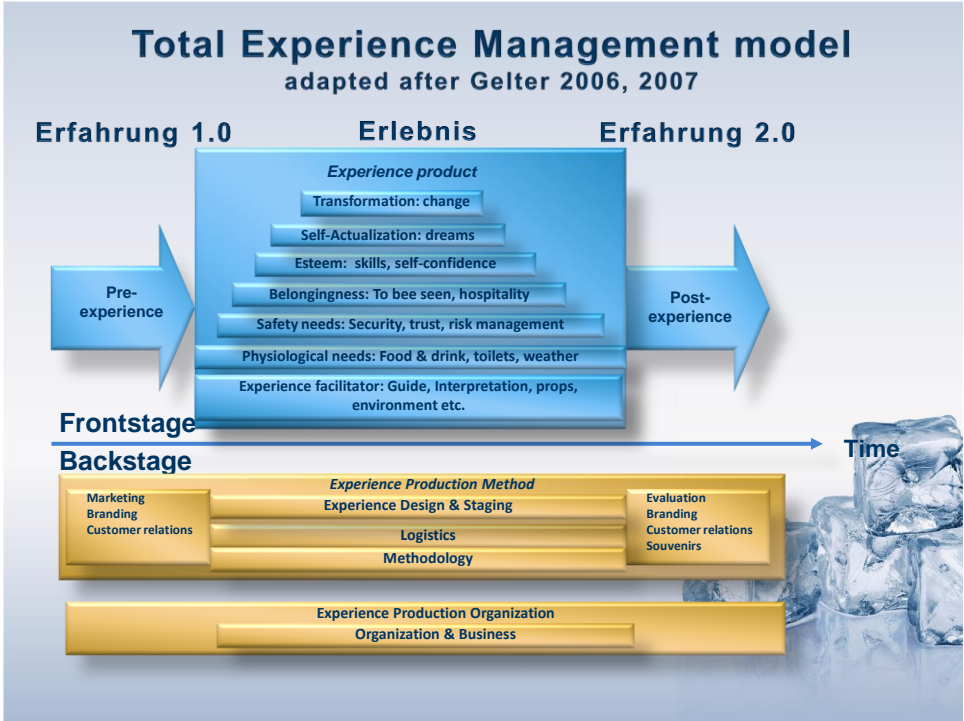 Total Experience Management model
adapted after Gelter 2006, 2007
Erfahrung 1.0
Erlebnis
Erfahrung 2.0
Experience product
Transformation: change
Self-Actualization: dreams
Esteem:  skills, self-confidence
Belongingness: To bee seen, hospitality
Safety needs: Security, trust, risk management
Physiological needs: Food & drink, toilets, weather
Experience facilitator: Guide, Interpretation, props,
environment etc.
Pre-
experience
Post-
experience
Frontstage
Time
Backstage
Experience Production Method
Marketing
Branding
Customer relations
Experience Design & Staging
Logistics
Methodology
Evaluation
Branding
Customer relations
Souvenirs
Experience Production Organization
Organization & Business